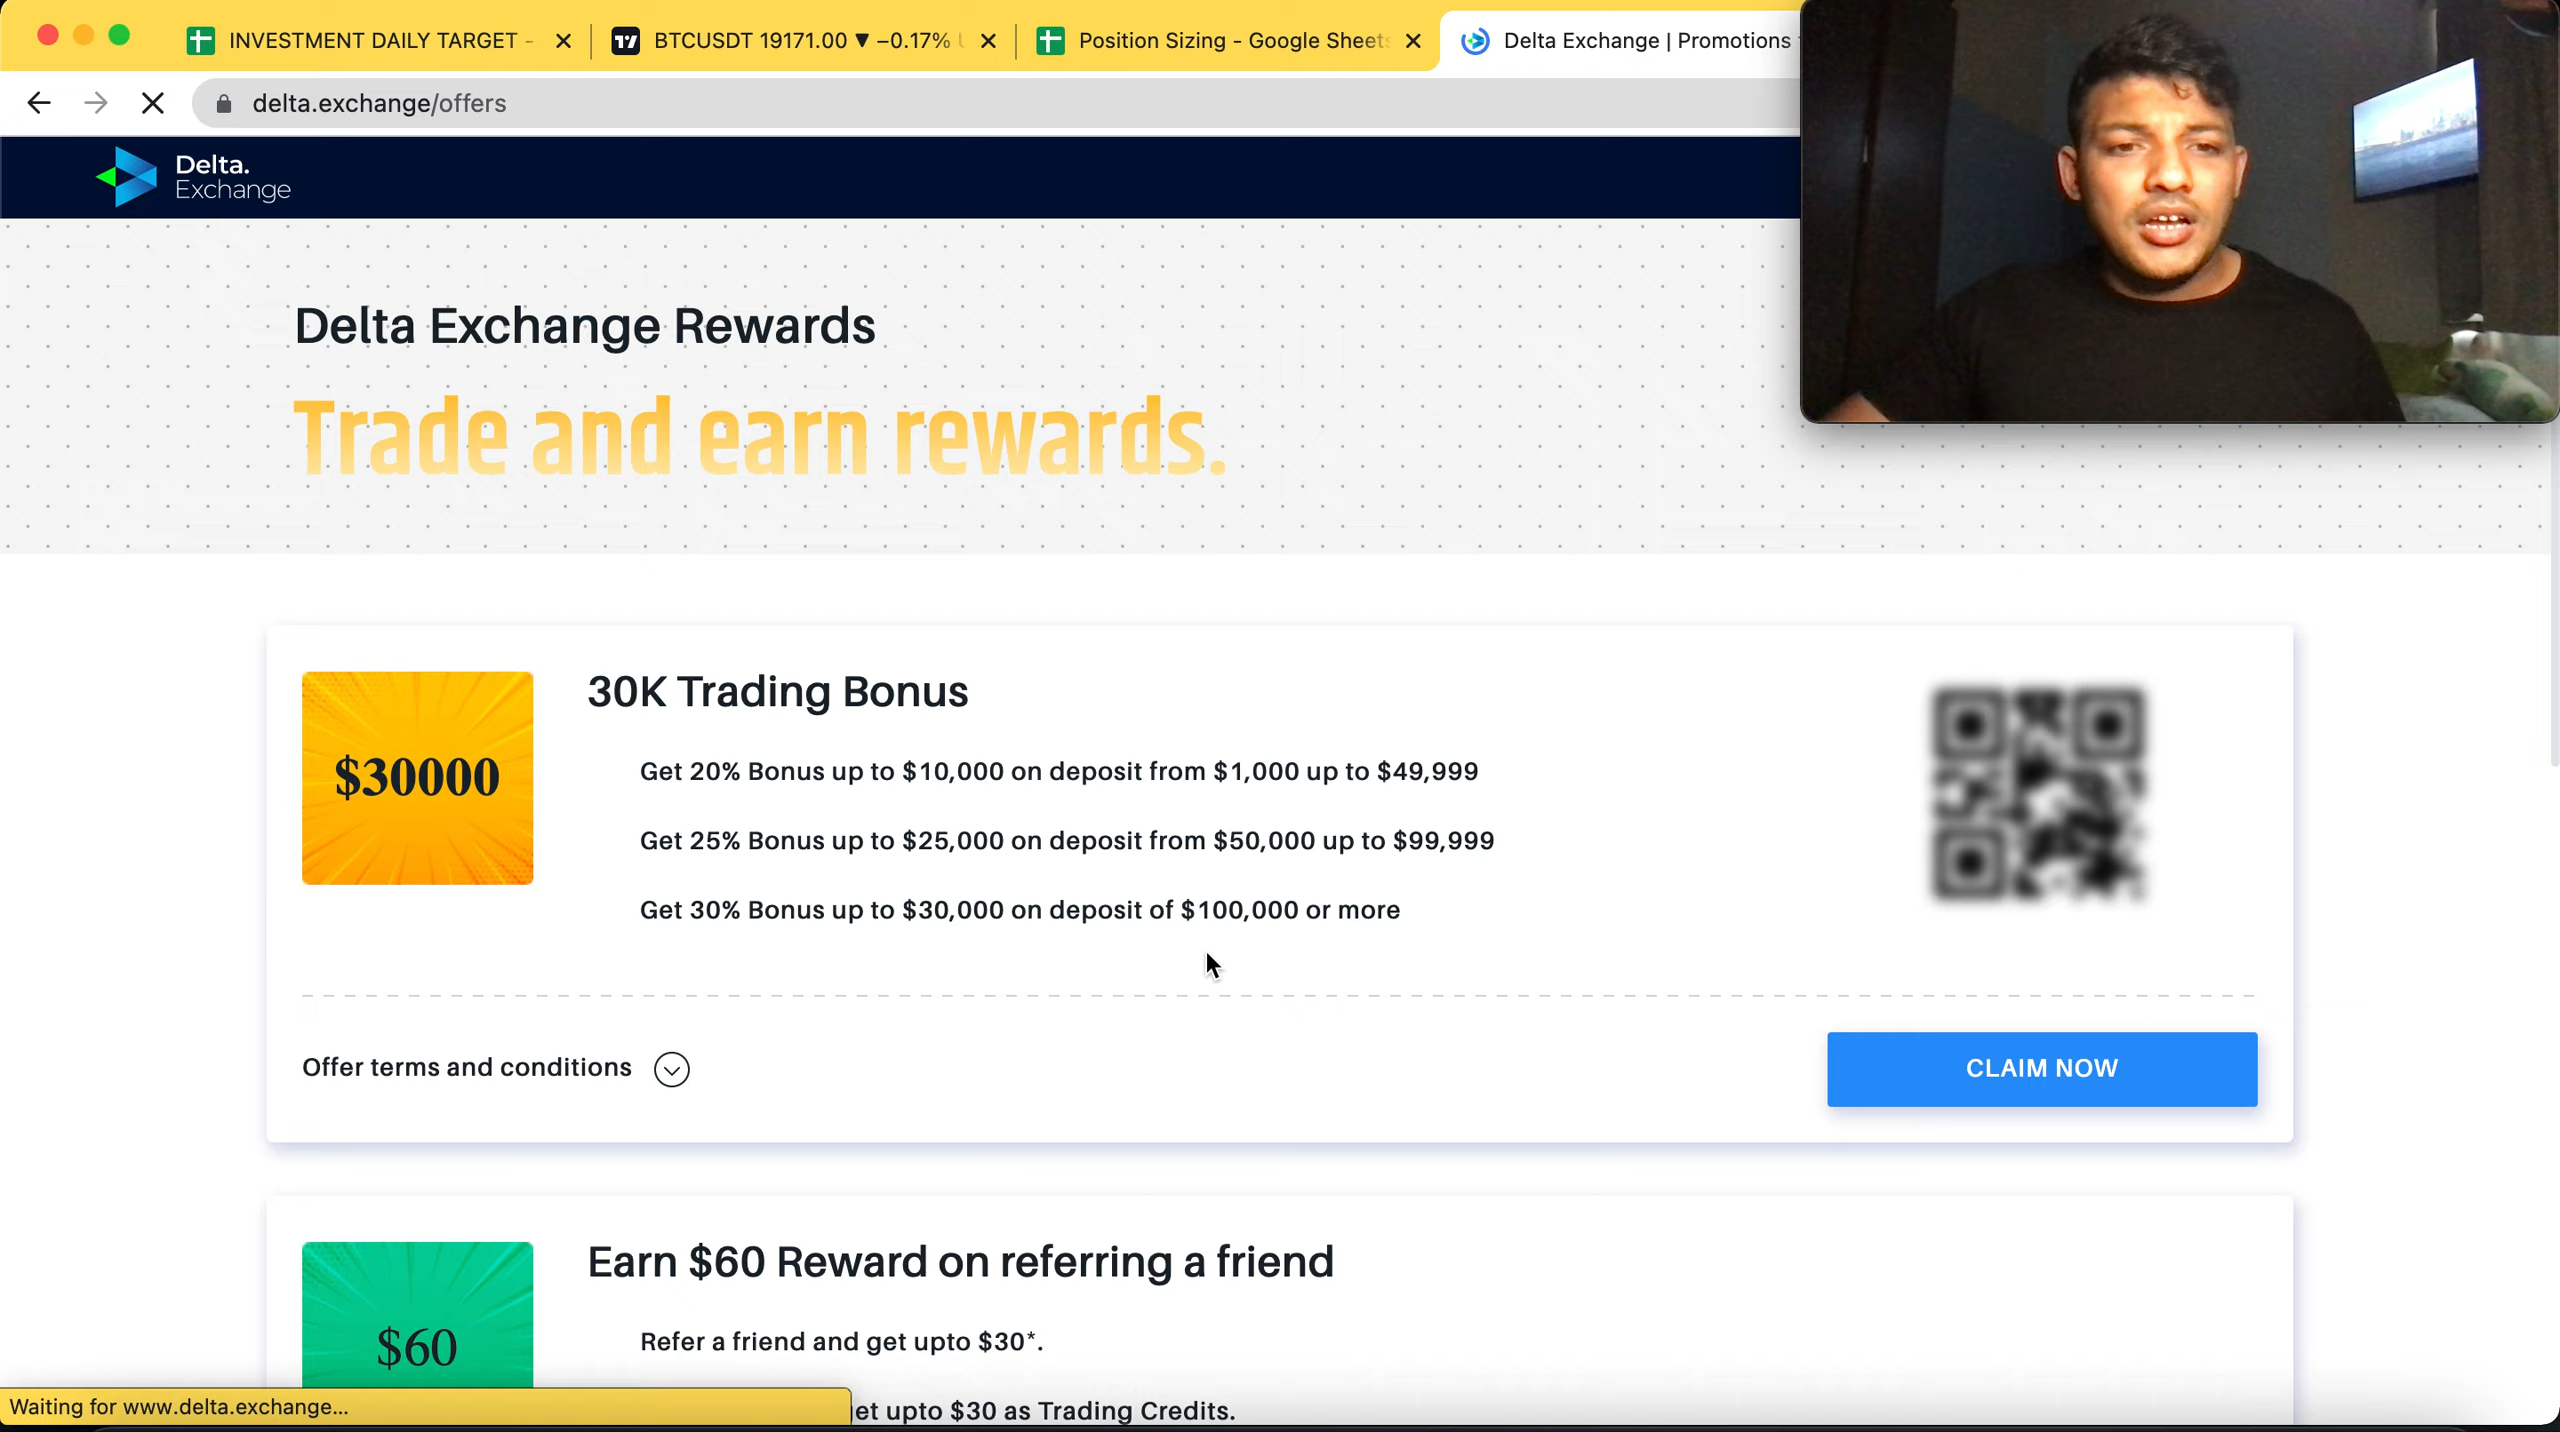 INVESTMENT DAILY TARGET -
BTCUSDT 19171.00 ▼ −0.17%
Position Sizing - Google Sheets
Delta Exchange | Promotions
delta.exchange/offers
Delta.
Exchange
Delta Exchange Rewards
Trade and earn rewards.
$30000
30K Trading Bonus
Get 20% Bonus up to $10,000 on deposit from $1,000 up to $49,999
Get 25% Bonus up to $25,000 on deposit from $50,000 up to $99,999
Get 30% Bonus up to $30,000 on deposit of $100,000 or more
Offer terms and conditions
CLAIM NOW
$60
Earn $60 Reward on referring a friend
Refer a friend and get upto $30*.
et upto $30 as Trading Credits.
Waiting for www.delta.exchange...